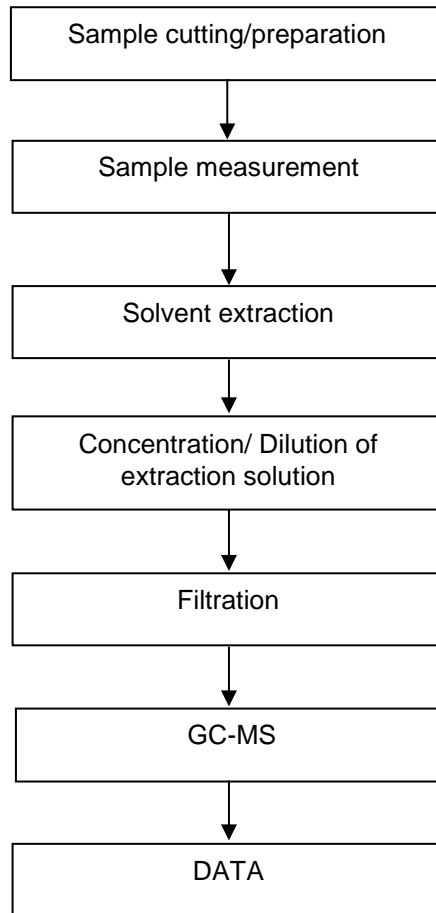 Sample cutting/preparation
Sample measurement
Solvent extraction
Concentration/ Dilution of
extraction solution
Filtration
GC-MS
DATA